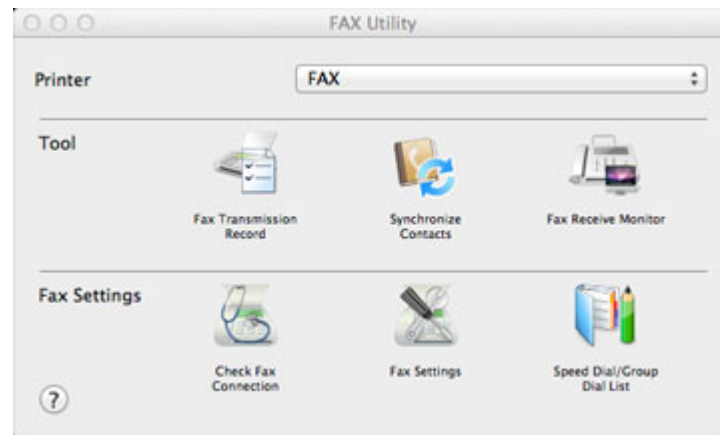 FAX Utility
Printer
FAX
Tool
Fax Transmission
Record
Synchronize
Contacts
Fax Receive Monitor
Fax Settings
Check Fax
Connection
Fax Settings
Speed Dial/Group
Dial List
?